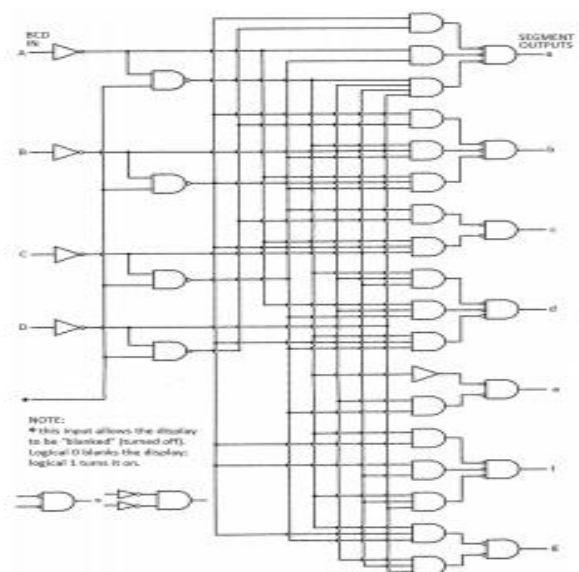 BCD
IN
SEGMENT
OUTPUTS
A
a
B
b
C
c
D
d
e
NOTE:
* this input allows the display
to be "blanked" (turned off).
Logical 0 blanks the display;
logical 1 turns it on.
f
=
g